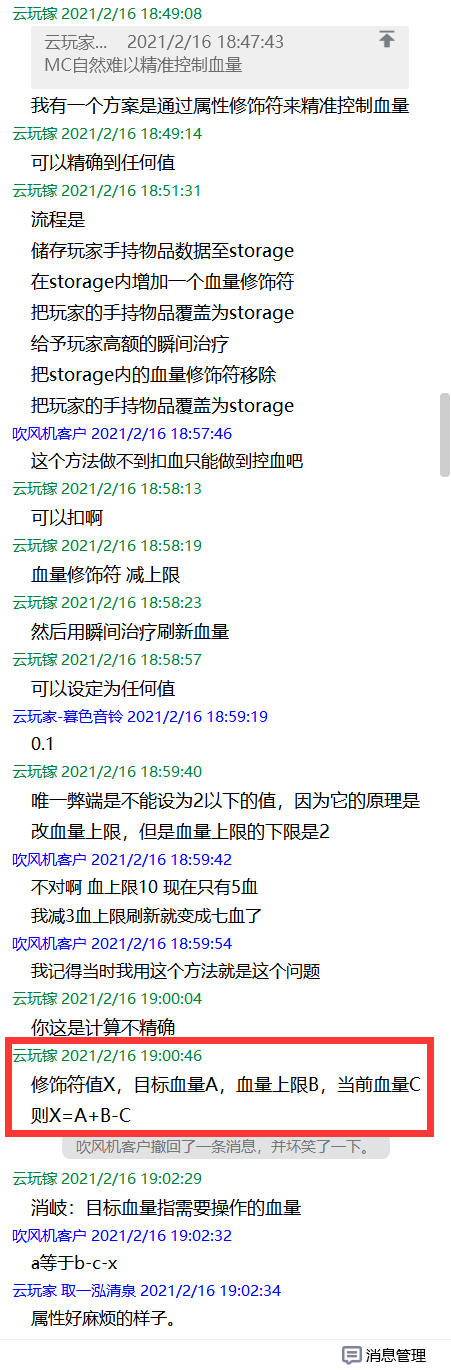 云玩镓 2021/2/16 18:49:08
云玩家... 2021/2/16 18:47:43
MC自然难以精准控制血量
我有一个方案是通过属性修饰符来精准控制血量
云玩镓 2021/2/16 18:49:14
可以精确到任何值
云玩镓 2021/2/16 18:51:31
流程是
储存玩家手持物品数据至storage
在storage内增加一个血量修饰符
把玩家的手持物品覆盖为storage
给予玩家高额的瞬间治疗
把storage内的血量修饰符移除
把玩家的手持物品覆盖为storage
吹风机客户 2021/2/16 18:57:46
这个方法做不到扣血只能做到控血吧
云玩镓 2021/2/16 18:58:13
可以扣啊
云玩镓 2021/2/16 18:58:19
血量修饰符 减上限
云玩镓 2021/2/16 18:58:23
然后用瞬间治疗刷新血量
云玩镓 2021/2/16 18:58:57
可以设定为任何值
云玩家-暮色音铃 2021/2/16 18:59:19
0.1
云玩镓 2021/2/16 18:59:40
唯一弊端是不能设为2以下的值，因为它的原理是
改血量上限，但是血量上限的下限是2
吹风机客户 2021/2/16 18:59:42
不对啊 血上限10 现在只有5血
我减3血上限刷新就变成七血了
吹风机客户 2021/2/16 18:59:54
我记得当时我用这个方法就是这个问题
云玩镓 2021/2/16 19:00:04
你这是计算不精确
云玩镓 2021/2/16 19:00:46
修饰符值X，目标血量A，血量上限B，当前血量C
则X=A+B-C
吹风机客户撤回了一条消息，并坏笑了一下。
云玩镓 2021/2/16 19:02:29
消岐：目标血量指需要操作的血量
吹风机客户 2021/2/16 19:02:32
a等于b-c-x
云玩家 取一泓清泉 2021/2/16 19:02:34
属性好麻烦的样子。
消息管理